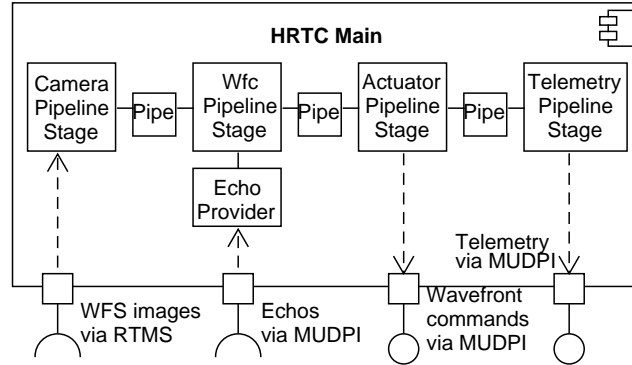 HRTC Main
Camera
Pipeline
Stage
Pipe
Wfc
Pipeline
Stage
Pipe
Actuator
Pipeline
Stage
Pipe
Telemetry
Pipeline
Stage
Echo
Provider
Telemetry
via MUDPI
WFS images
via RTMS
Echos
via MUDPI
Wavefront
commands
via MUDPI